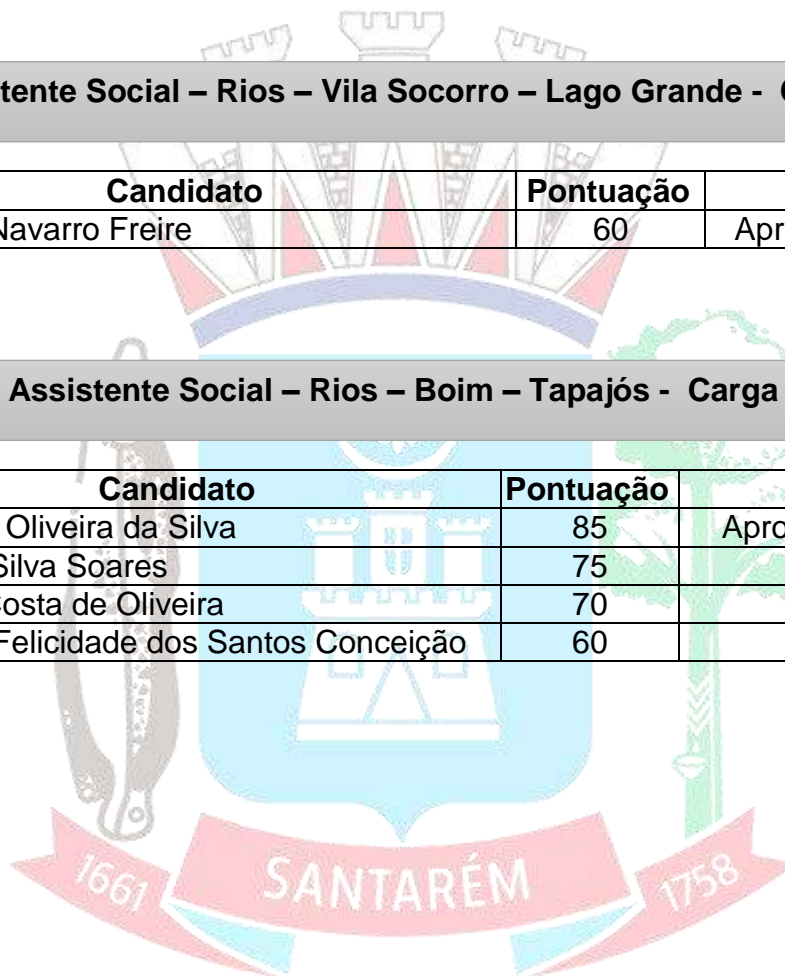 tente Social – Rios – Vila Socorro – Lago Grande -
Candidato Pontuação
Navarro Freire 60 Apr
Assistente Social – Rios – Boim – Tapajós - Carga
Candidato Pontuação
Oliveira da Silva 85 Apro
Silva Soares 75
Costa de Oliveira 70
Felicidade dos Santos Conceição 60
1661 SANTARÉM 1758